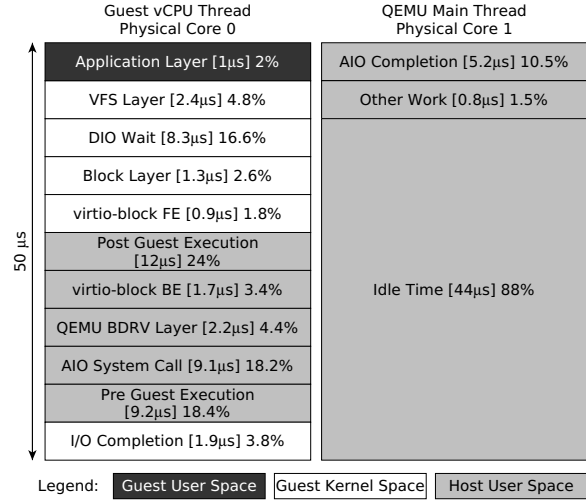 Guest vCPU Thread
Physical Core 0
Application Layer [1μs] 2%
VFS Layer [2.4μs] 4.8%
DIO Wait [8.3μs] 16.6%
Block Layer [1.3μs] 2.6%
virtio-block FE [0.9μs] 1.8%
Post Guest Execution
[12μs] 24%
virtio-block BE [1.7μs] 3.4%
QEMU BDRV Layer [2.2μs] 4.4%
AIO System Call [9.1μs] 18.2%
Pre Guest Execution
[9.2μs] 18.4%
I/O Completion [1.9μs] 3.8%
50 μs
QEMU Main Thread
Physical Core 1
AIO Completion [5.2μs] 10.5%
Other Work [0.8μs] 1.5%
Idle Time [44μs] 88%
Legend: Guest User Space Guest Kernel Space Host User Space